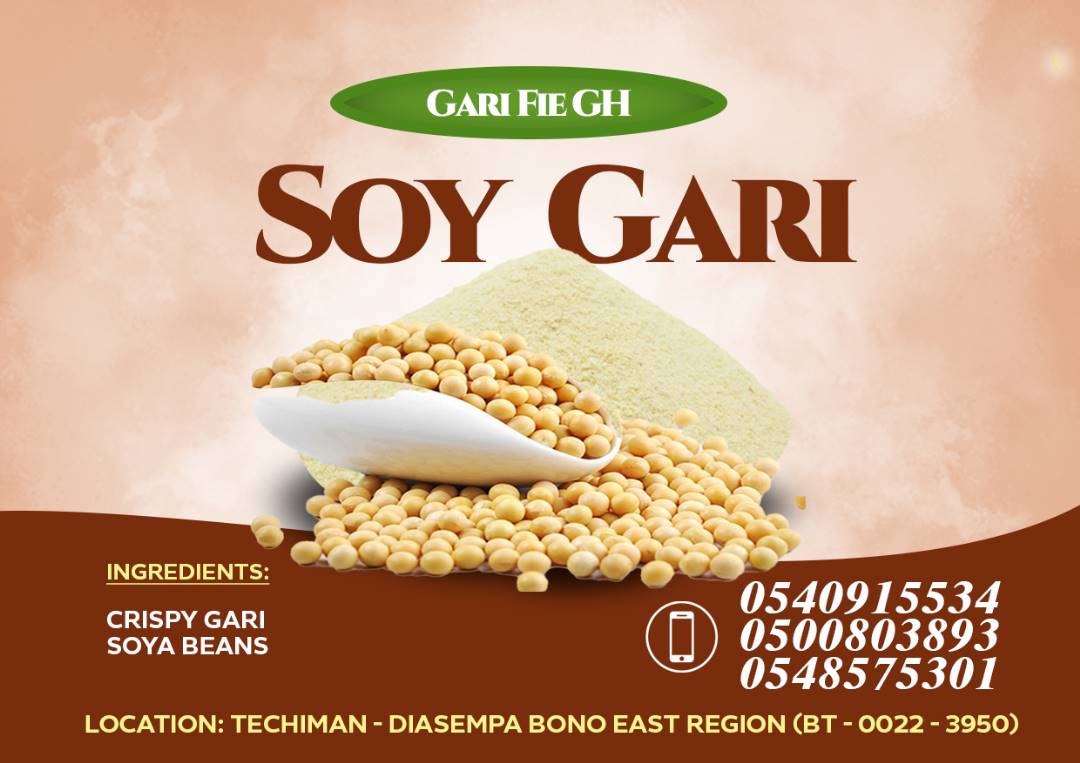 GARI FIE GH
SOY GARI
INGREDIENTS:
CRISPY GARI
SOYA BEANS
0540915534
0500803893
0548575301
LOCATION: TECHIMAN - DIASEMPA BONO EAST REGION (BT - 0022 - 3950)